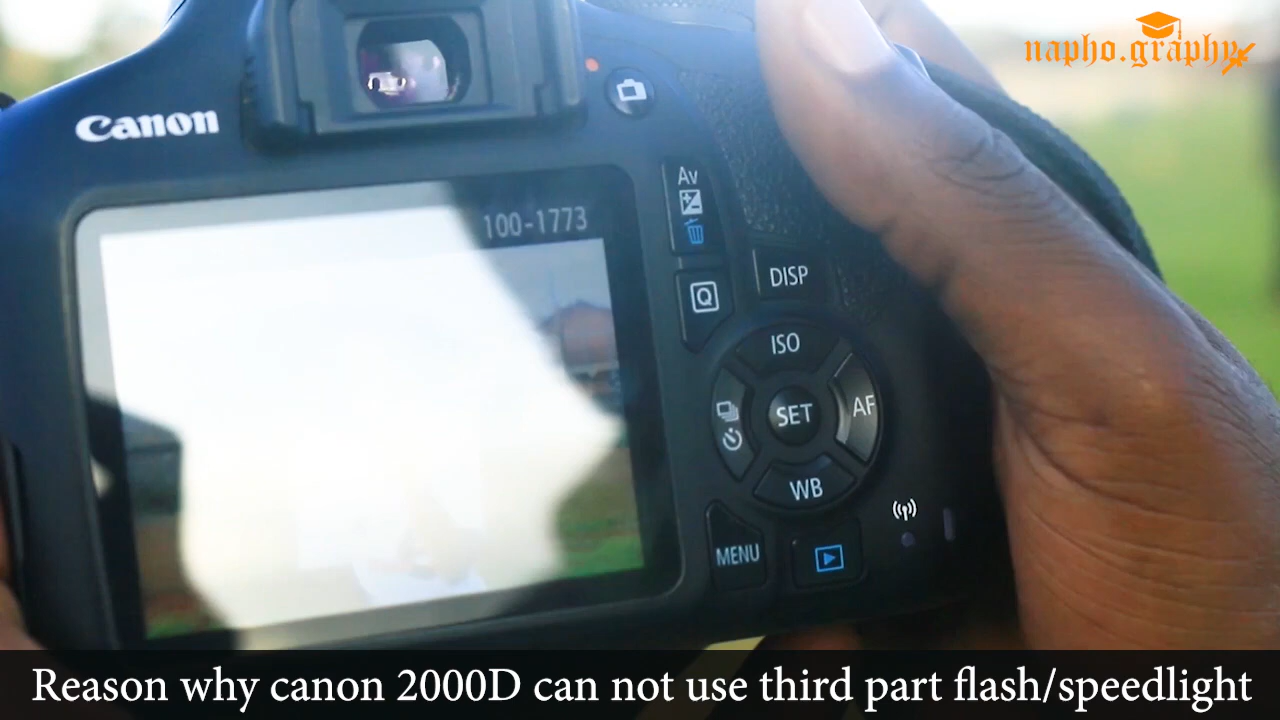 napho.graphy
Canon
100-1773
Av
Q
DISP
ISO
AF
SET
WB
MENU
Reason why canon 2000D can not use third part flash/speedlight